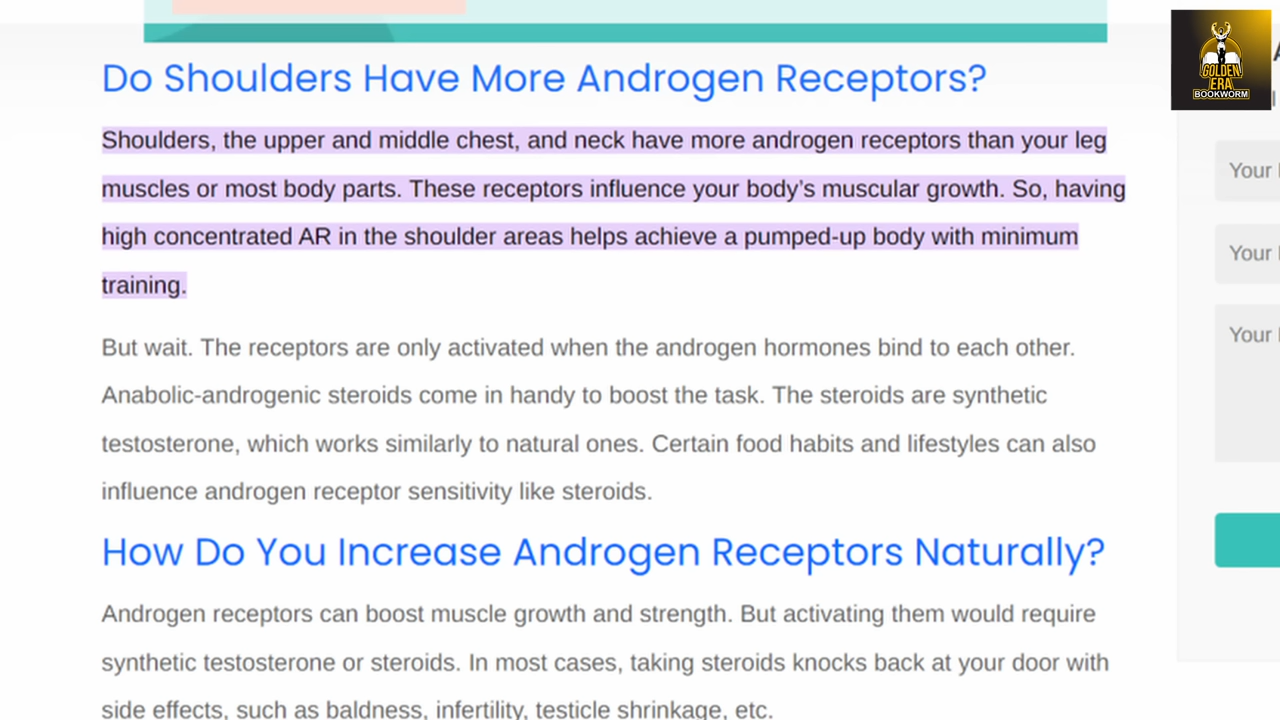 Do Shoulders Have More Androgen Receptors?
Shoulders, the upper and middle chest, and neck have more androgen receptors than your leg
muscles or most body parts. These receptors influence your body’s muscular growth. So, having
high concentrated AR in the shoulder areas helps achieve a pumped-up body with minimum
training.
But wait. The receptors are only activated when the androgen hormones bind to each other.
Anabolic-androgenic steroids come in handy to boost the task. The steroids are synthetic
testosterone, which works similarly to natural ones. Certain food habits and lifestyles can also
influence androgen receptor sensitivity like steroids.
How Do You Increase Androgen Receptors Naturally?
Androgen receptors can boost muscle growth and strength. But activating them would require
synthetic testosterone or steroids. In most cases, taking steroids knocks back at your door with
side effects, such as baldness, infertility, testicle shrinkage, etc.
GOLDEN
ERA
BOOKWORM
Your
Your
Your